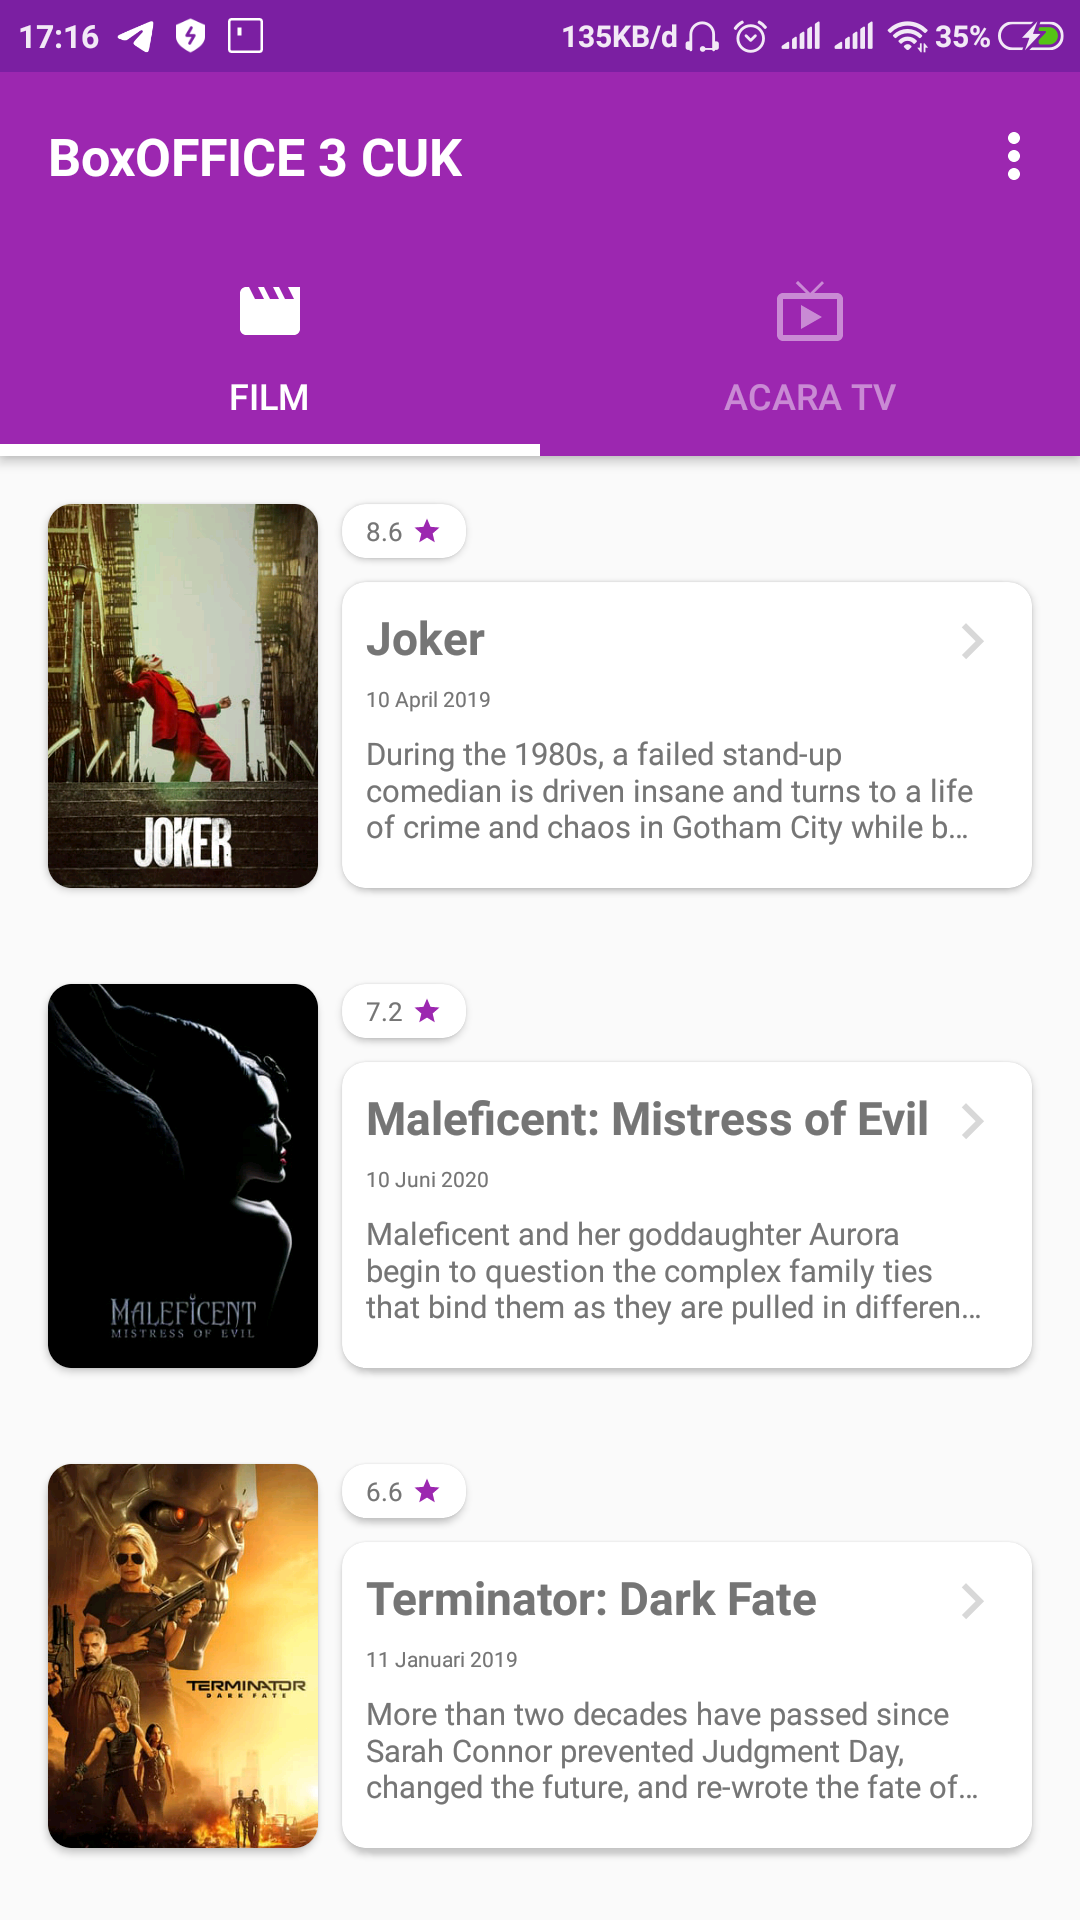 17:16
135KB/d
35%
BoxOFFICE 3 CUK
FILM
ACARA TV
8.6
JOKER
Joker
10 April 2019
During the 1980s, a failed stand-up
comedian is driven insane and turns to a life
of crime and chaos in Gotham City while b...
7.2
MALEFICENT
MISTRESS OF EVIL
Maleficent: Mistress of Evil
10 Juni 2020
Maleficent and her goddaughter Aurora
begin to question the complex family ties
that bind them as they are pulled in differen...
6.6
TERMINATOR
DARK FATE
Terminator: Dark Fate
11 Januari 2019
More than two decades have passed since
Sarah Connor prevented Judgment Day,
changed the future, and re-wrote the fate of...